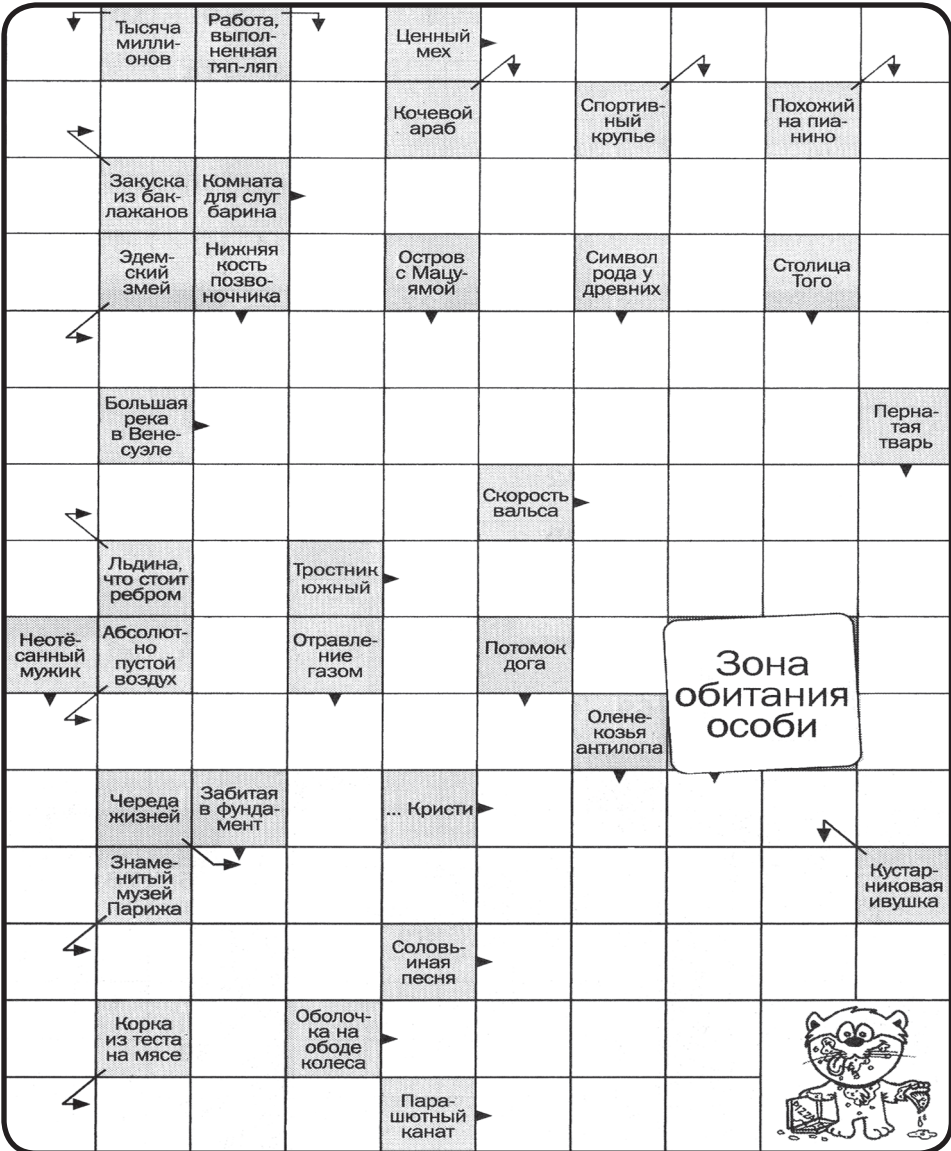 Тысяча
милли-
онов
Работа,
выпол-
ненная
тяп-ляп
Ценный
мех
Кочевой
араб
Спортив-
ный
крупье
Похожий
на пиа-
нино
Закуска
из бак-
лажанов
Комната
для слуг
барина
Эдем-
ский
змей
Нижняя
кость
позво-
ночника
Остров
с Мацу-
ямой
Символ
рода у
древних
Столица
Того
Большая
река
в Вене-
суэле
Перна-
тая
тварь
Скорость
вальса
Льдина,
что стоит
ребром
Тростник
южный
Неотё-
санный
мужик
Абсолют-
но
пустой
воздух
Отравле-
ние
газом
Потомок
дога
Зона
обитания
особи
Олене-
козья
антилопа
Череда
жизней
Забитая
в фунда-
мент
... Кристи
Знаме-
нитый
музей
Парижа
Кустар-
никовая
ивушка
Соловь-
иная
песня
Корка
из теста
на мясе
Оболоч-
ка на
ободе
колеса
PIZZA
Пара-
шютный
канат